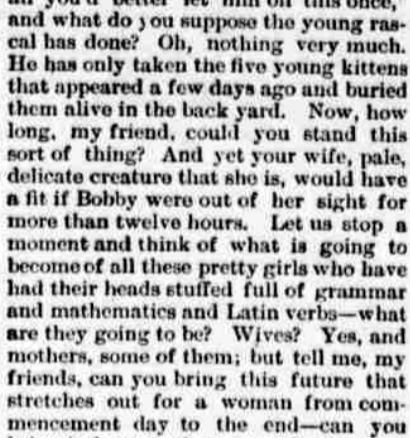 you'd better let him off this once,"
and what do you suppose the young ras-
cal has done? Oh, nothing very much.
He has only taken the five young kittens
that appeared a few days ago and buried
them alive in the back yard. Now, how
long, my friend, could you stand this
sort of thing? And yet your wife, pale,
delicate creature that she is, would have
a fit if Bobby were out of her sight for
more than twelve hours. Let us stop a
moment and think of what is going to
become of all these pretty girls who have
had their heads stuffed full of grammar
and mathematics and Latin verbs—what
are they going to be? Wives? Yes, and
mothers, some of them; but tell me, my
friends, can you bring this future that
stretches out for a woman from com-
mencement day to the end—can you